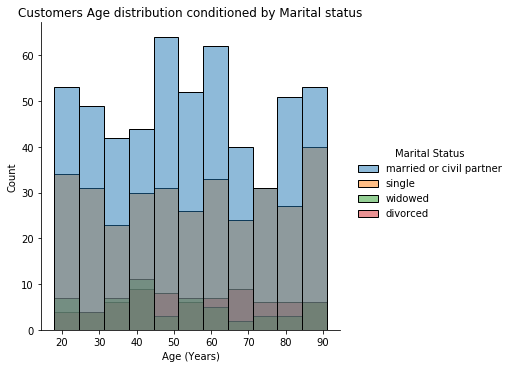 Customers Age distribution conditioned by Marital status
60
50
40
30
20
10
0
Count
20 30 40 50 60 70 80 90
Age (Years)
Marital Status
married or civil partner
single
widowed
divorced